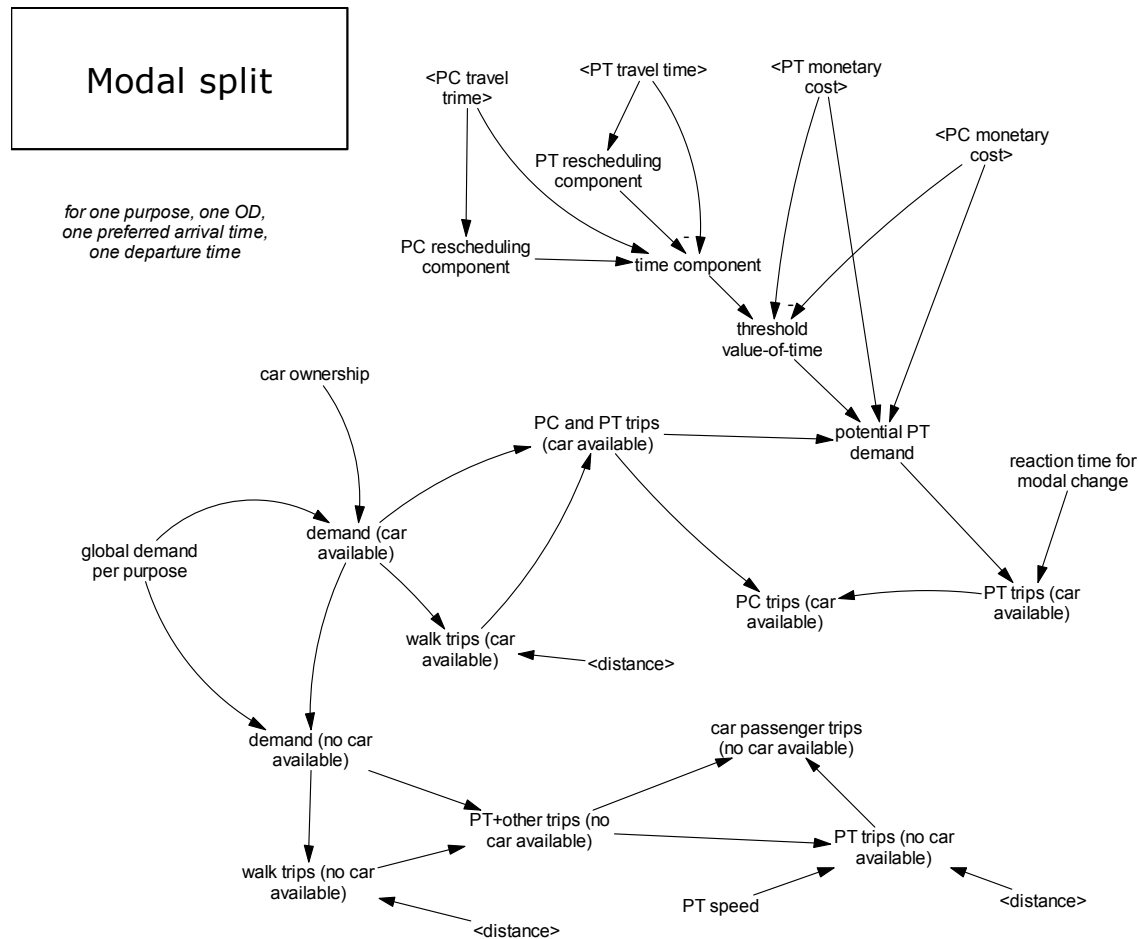 Modal split
for one purpose, one OD,
one preferred arrival time,
one departure time
<PC travel
trime>
<PT travel time>
<PT monetary
cost>
<PC monetary
cost>
PT rescheduling
component
PC rescheduling
component
-
time component
-
threshold
value-of-time
car ownership
PC and PT trips
(car available)
potential PT
demand
reaction time for
modal change
demand (car
available)
global demand
per purpose
PC trips (car
available)
PT trips (car
available)
walk trips (car
available)
<distance>
demand (no car
available)
car passenger trips
(no car available)
PT+other trips (no
car available)
PT trips (no car
available)
walk trips (no car
available)
PT speed
<distance>
<distance>